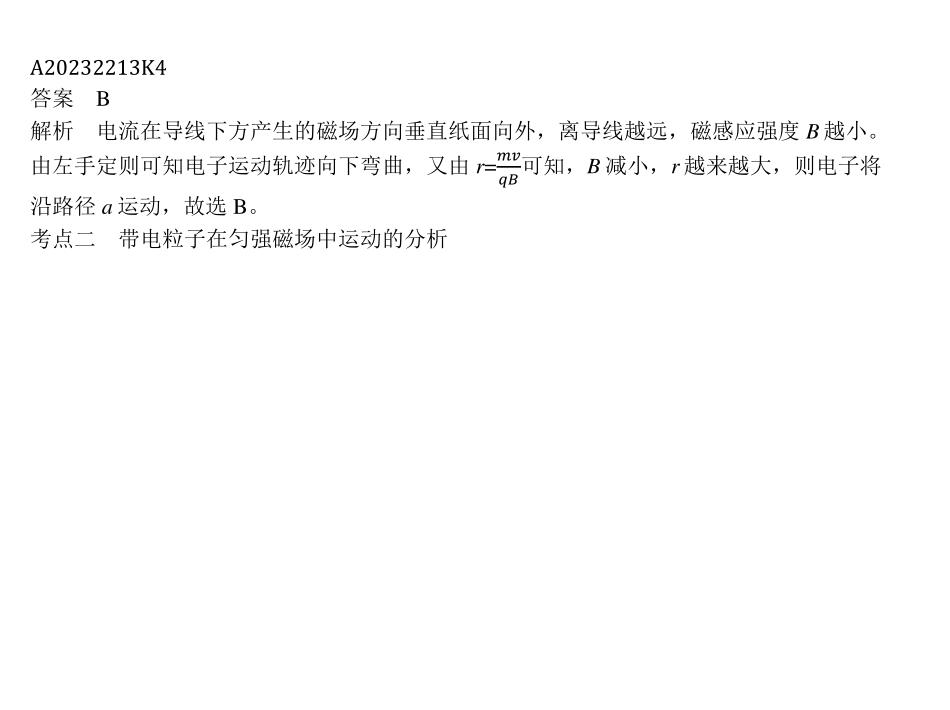 A20232213K4
答案　B
解析　电流在导线下方产生的磁场方向垂直纸面向外，离导线越远，磁感应强度 B 越小。
由左手定则可知电子运动轨迹向下弯曲，又由 r=mv/qB可知，B 减小，r 越来越大，则电子将
沿路径 a 运动，故选 B。
考点二　带电粒子在匀强磁场中运动的分析